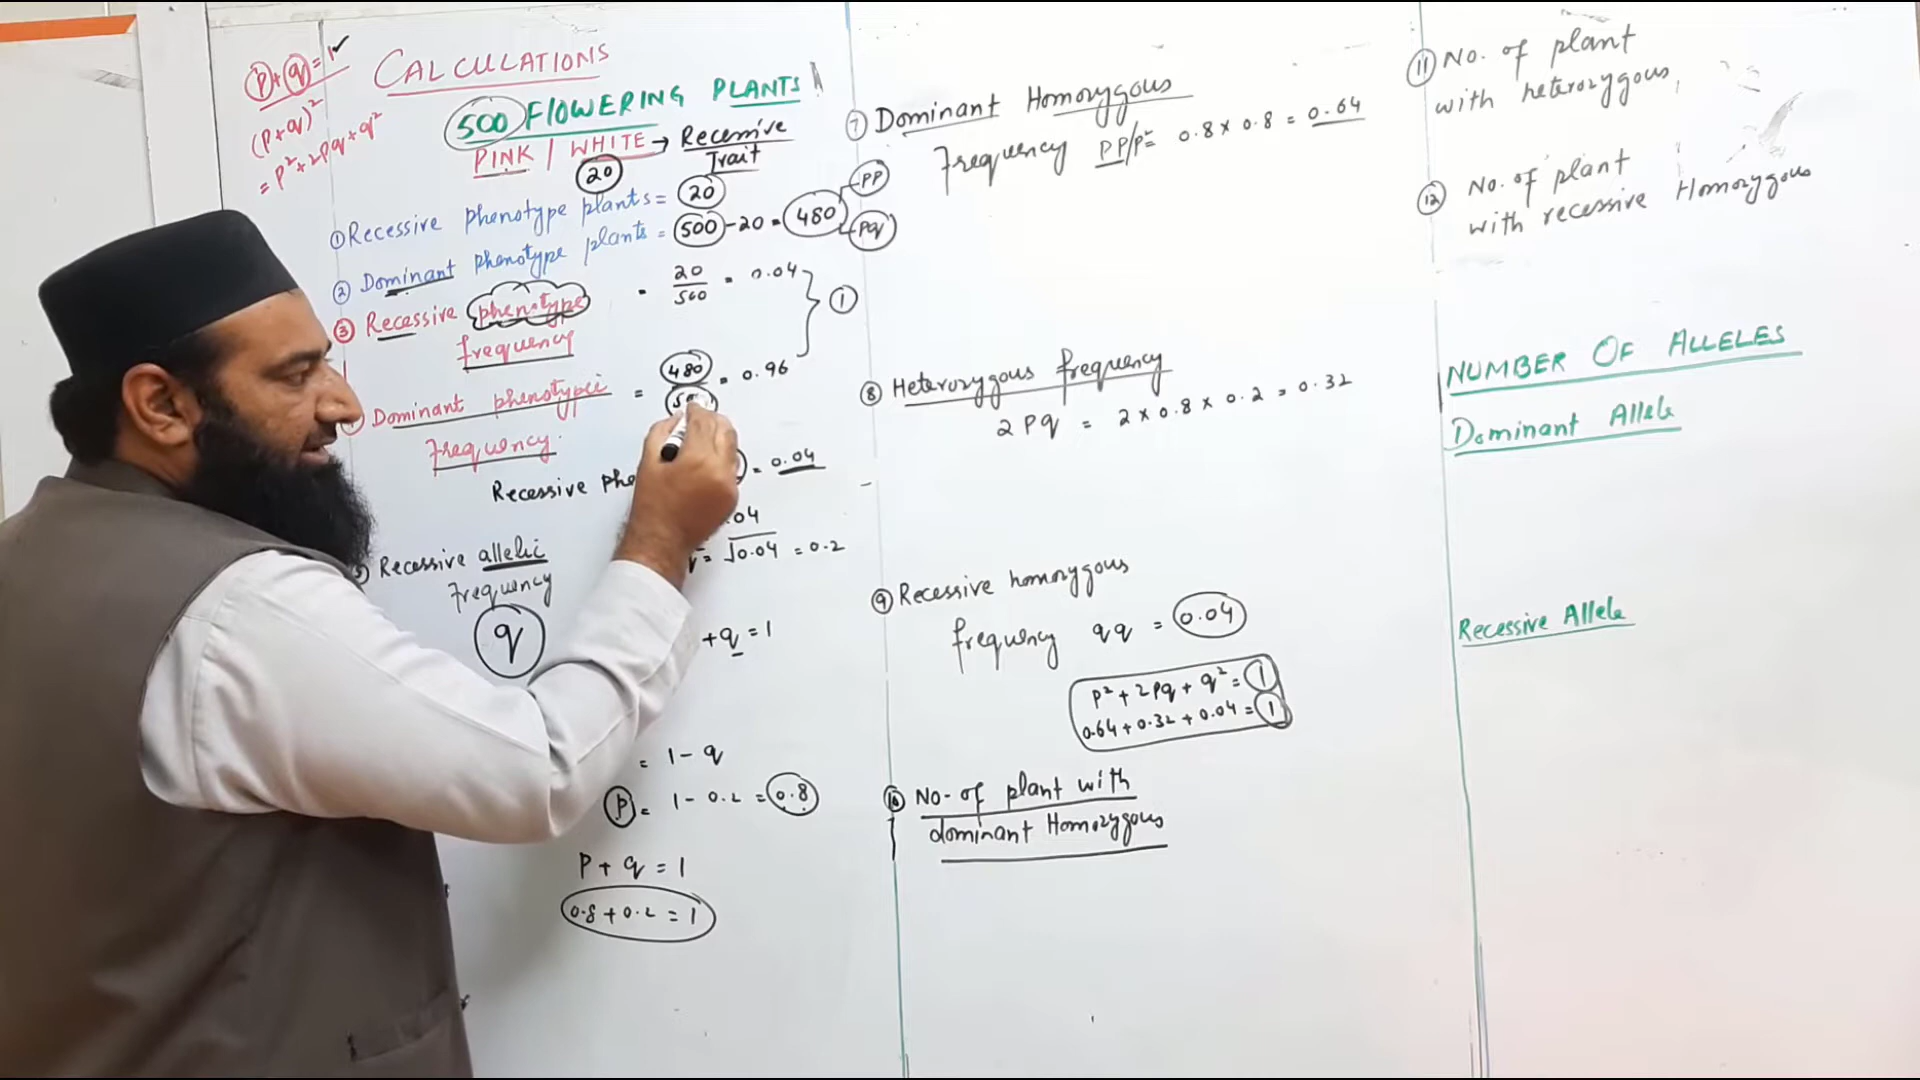 p + q = 1 ✓
(p+q)²
= p² + 2pq + q²
CALCULATIONS
500 FlOWERING PLANTS
PINK / WHITE → Recessive
Trait
20
① Recessive phenotype plants = 20
② Dominant phenotype plants = 500 - 20 = 480
PP
Pq
③ Recessive phenotype
frequency
= 20/500 = 0.04
①
Dominant phenotypic
frequency.
= 480/ = 0.96
Recessive = 0.04
04
Recessive allelic
frequency
q
= √0.04 = 0.2
+q = 1
= 1 - q
P = 1 - 0.2 = 0.8
P + q = 1
0.8 + 0.2 = 1
⑦ Dominant Homozygous
frequency PP/p² = 0.8 × 0.8 = 0.64
⑧ Heterozygous frequency
2Pq = 2 × 0.8 × 0.2 = 0.32
⑨ Recessive homozygous
frequency qq = 0.04
P² + 2Pq + q² = 1
0.64 + 0.32 + 0.04 = 1
⑩ No. of plant with
dominant Homozygous
⑪ No. of plant
with heterozygous,
⑫ No. of plant
with recessive Homozygous
NUMBER OF ALLELES
Dominant Allele
Recessive Allele